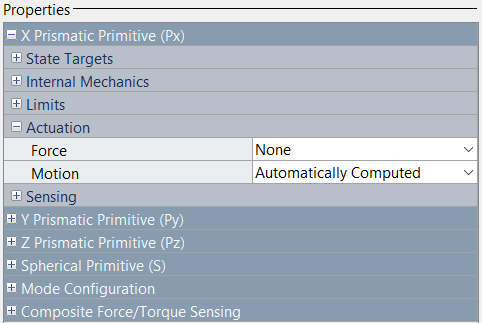 Properties
X Prismatic Primitive (Px)
State Targets
Internal Mechanics
Limits
Actuation
Force None
Motion Automatically Computed
Sensing
Y Prismatic Primitive (Py)
Z Prismatic Primitive (Pz)
Spherical Primitive (S)
Mode Configuration
Composite Force/Torque Sensing